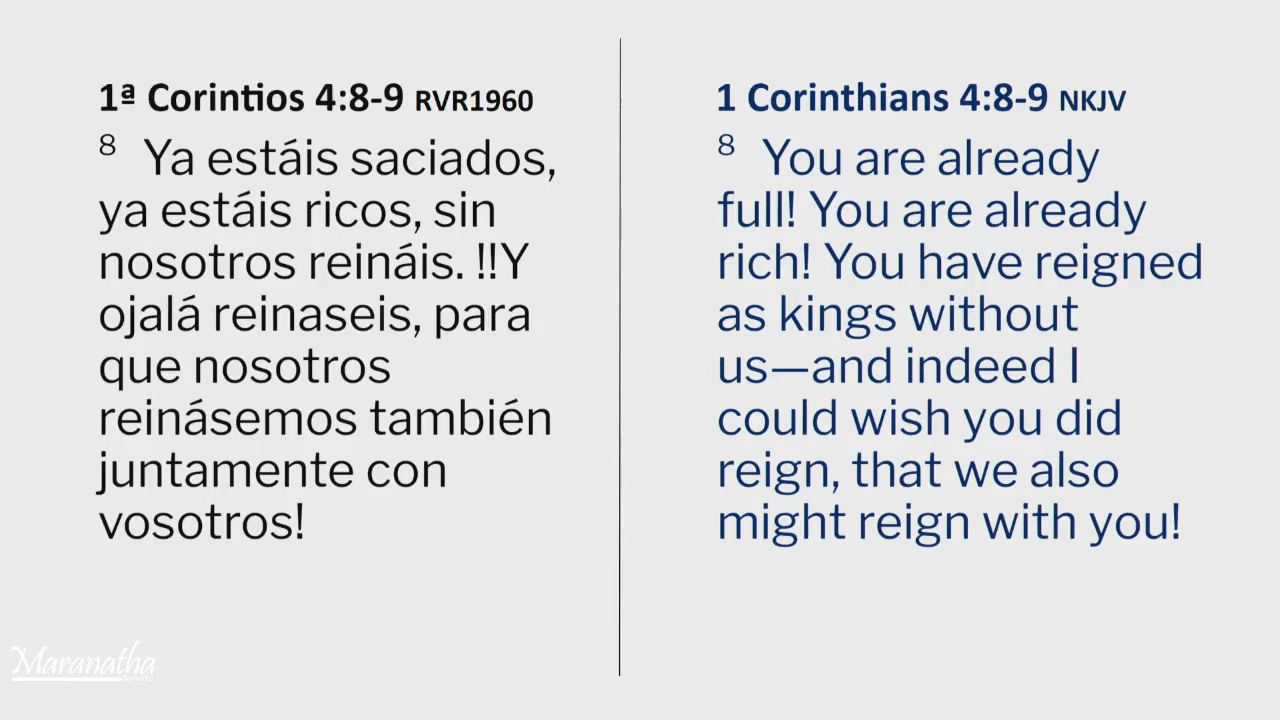 1ª Corintios 4:8-9 RVR1960
8 Ya estáis saciados,
ya estáis ricos, sin
nosotros reináis. !!Y
ojalá reinaseis, para
que nosotros
reinásemos también
juntamente con
vosotros!
1 Corinthians 4:8-9 NKJV
8 You are already
full! You are already
rich! You have reigned
as kings without
us—and indeed I
could wish you did
reign, that we also
might reign with you!
Maranatha